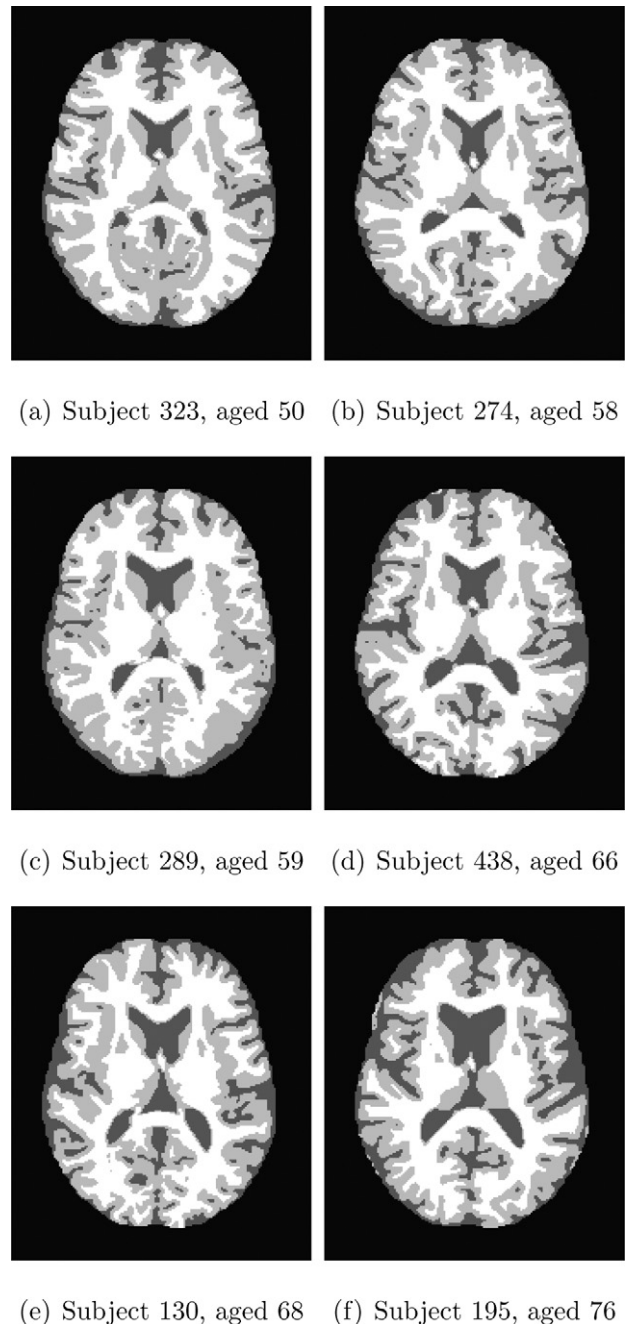 (a) Subject 323, aged 50 (b) Subject 274, aged 58
(c) Subject 289, aged 59 (d) Subject 438, aged 66
(e) Subject 130, aged 68 (f) Subject 195, aged 76